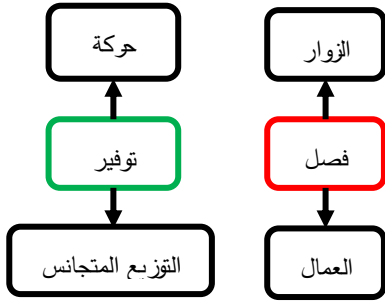 الزوار
فصل
العمال
حوكة
توفير
التوزيع المتجانس